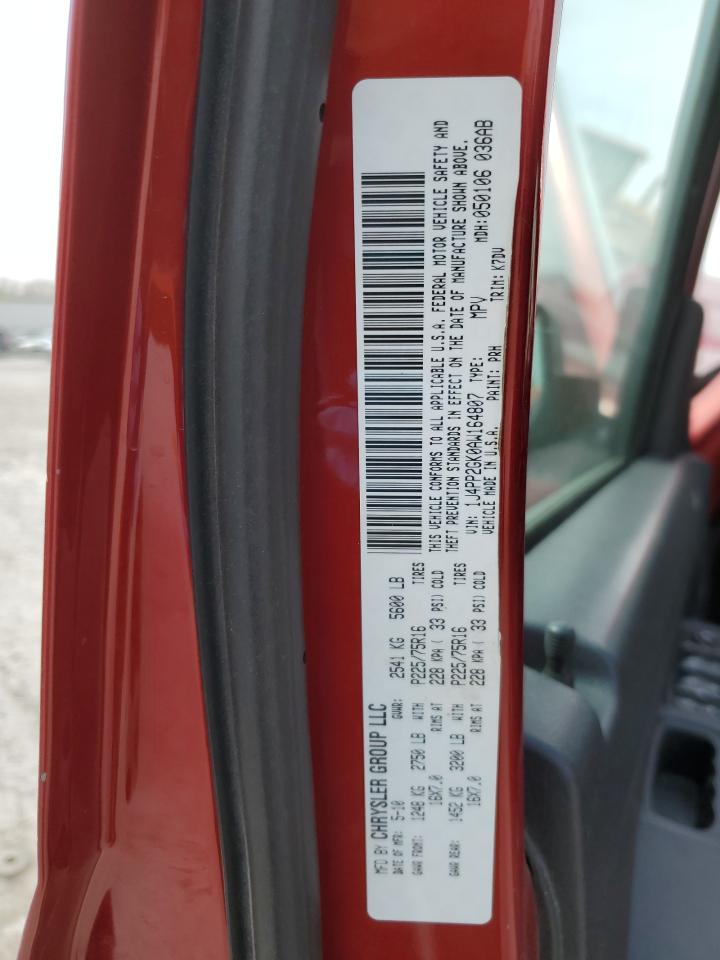 MFD BY CHRYSLER GROUP LLC
DATE OF MFR: 5-10 GVWR: 2541 KG 5600 LB
GAWR FRONT: 1248 KG 2750 LB WITH P225/75R16 TIRES
16X7.0 RIMS AT 228 KPA ( 33 PSI) COLD
GAWR REAR: 1452 KG 3200 LB WITH P225/75R16 TIRES
16X7.0 RIMS AT 228 KPA ( 33 PSI) COLD
THIS VEHICLE CONFORMS TO ALL APPLICABLE U.S.A. FEDERAL MOTOR VEHICLE SAFETY AND
THEFT PREVENTION STANDARDS IN EFFECT ON THE DATE OF MANUFACTURE SHOWN ABOVE.
VIN: 1J4PP2GK0AW164807 TYPE: MPV MDH:050106 036AB
VEHICLE MADE IN U.S.A. PAINT: PRH TRIM: K7DV